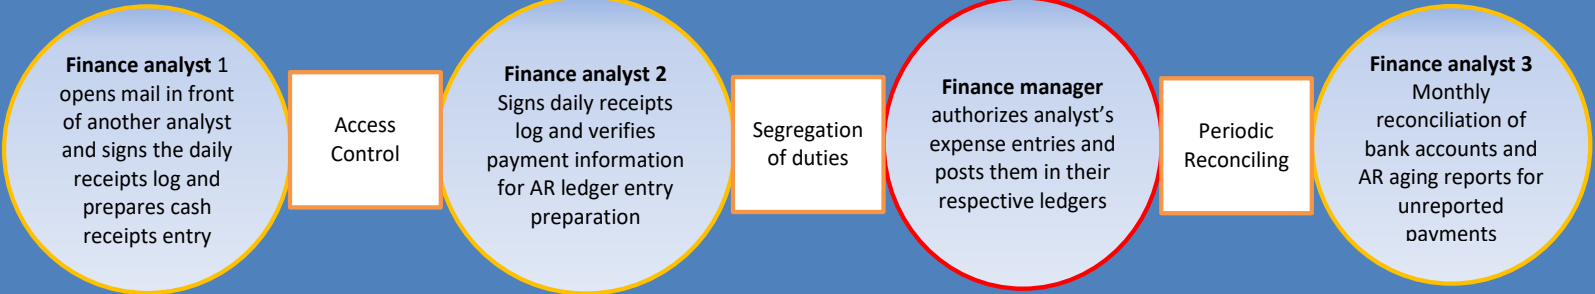 Finance analyst 1
opens mail in front
of another analyst
and signs the daily
receipts log and
prepares cash
receipts entry
Access
Control
Finance analyst 2
Signs daily receipts
log and verifies
payment information
for AR ledger entry
preparation
Segregation
of duties
Finance manager
authorizes analyst’s
expense entries and
posts them in their
respective ledgers
Periodic
Reconciling
Finance analyst 3
Monthly
reconciliation of
bank accounts and
AR aging reports for
unreported
payments